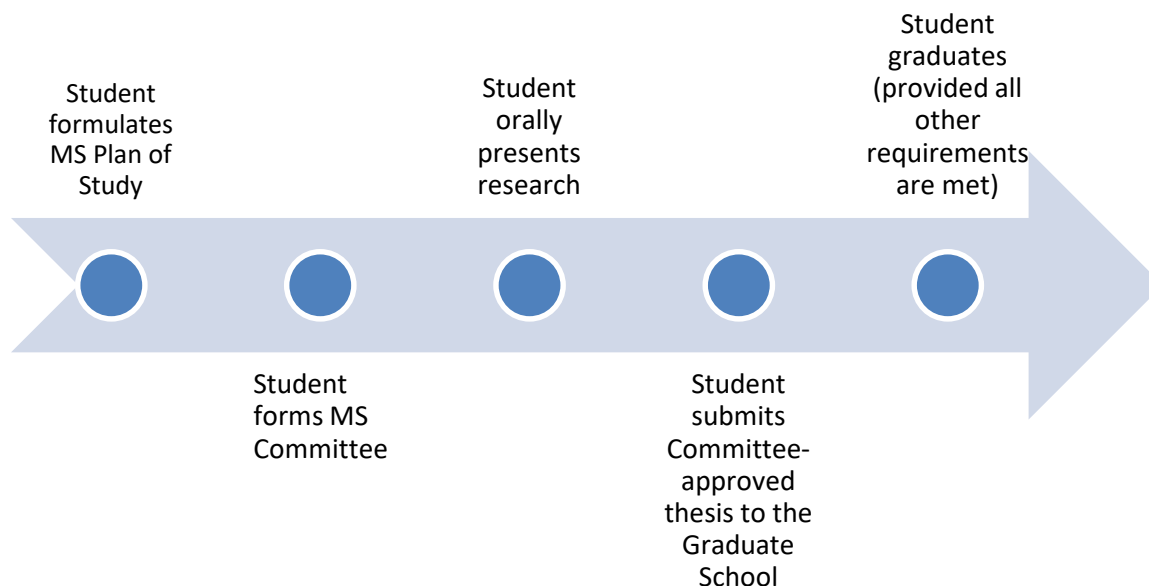 Student
formulates
MS Plan of
Study
Student
forms MS
Committee
Student
orally
presents
research
Student
submits
Committee-
approved
thesis to the
Graduate
School
Student
graduates
(provided all
other
requirements
are met)